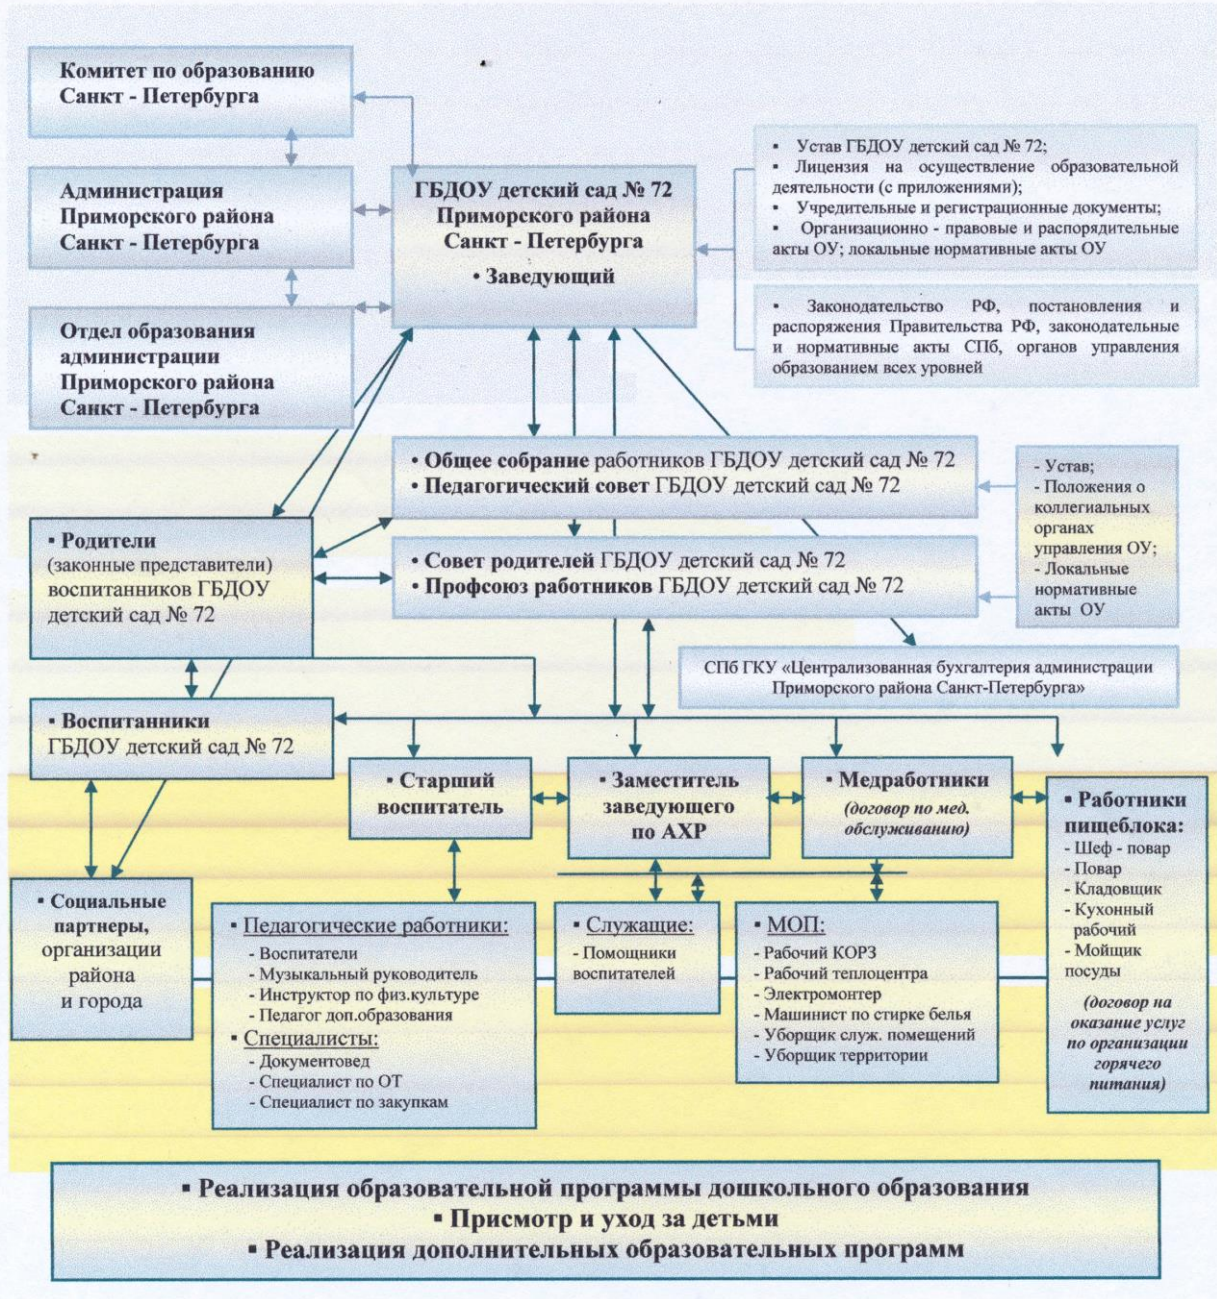 Комитет по образованию
Санкт - Петербурга
Администрация
Приморского района
Санкт - Петербурга
Отдел образования
администрации
Приморского района
Санкт - Петербурга
ГБДОУ детский сад № 72
Приморского района
Санкт - Петербурга
• Заведующий
▪ Устав ГБДОУ детский сад № 72;
▪ Лицензия на осуществление образовательной
деятельности (с приложениями);
▪ Учредительные и регистрационные документы;
▪ Организационно - правовые и распорядительные
акты ОУ; локальные нормативные акты ОУ
▪ Законодательство РФ, постановления и
распоряжения Правительства РФ, законодательные
и нормативные акты СПб, органов управления
образованием всех уровней
• Общее собрание работников ГБДОУ детский сад № 72
• Педагогический совет ГБДОУ детский сад № 72
- Устав;
- Положения о
коллегиальных
органах
управления ОУ;
- Локальные
нормативные
акты ОУ
▪ Родители
(законные представители)
воспитанников ГБДОУ
детский сад № 72
• Совет родителей ГБДОУ детский сад № 72
• Профсоюз работников ГБДОУ детский сад № 72
СПб ГКУ «Централизованная бухгалтерия администрации
Приморского района Санкт-Петербурга»
▪ Воспитанники
ГБДОУ детский сад № 72
▪ Старший
воспитатель
▪ Заместитель
заведующего
по АХР
▪ Медработники
(договор по мед.
обслуживанию)
▪ Работники
пищеблока:
- Шеф - повар
- Повар
- Кладовщик
- Кухонный
рабочий
- Мойщик
посуды
(договор на
оказание услуг
по организации
горячего
питания)
▪ Социальные
партнеры,
организации
района
и города
▪ Педагогические работники:
- Воспитатели
- Музыкальный руководитель
- Инструктор по физ.культуре
- Педагог доп.образования
▪ Специалисты:
- Документовед
- Специалист по ОТ
- Специалист по закупкам
▪ Служащие:
- Помощники
воспитателей
▪ МОП:
- Рабочий КОРЗ
- Рабочий теплоцентра
- Электромонтер
- Машинист по стирке белья
- Уборщик служ. помещений
- Уборщик территории
▪ Реализация образовательной программы дошкольного образования
▪ Присмотр и уход за детьми
▪ Реализация дополнительных образовательных программ